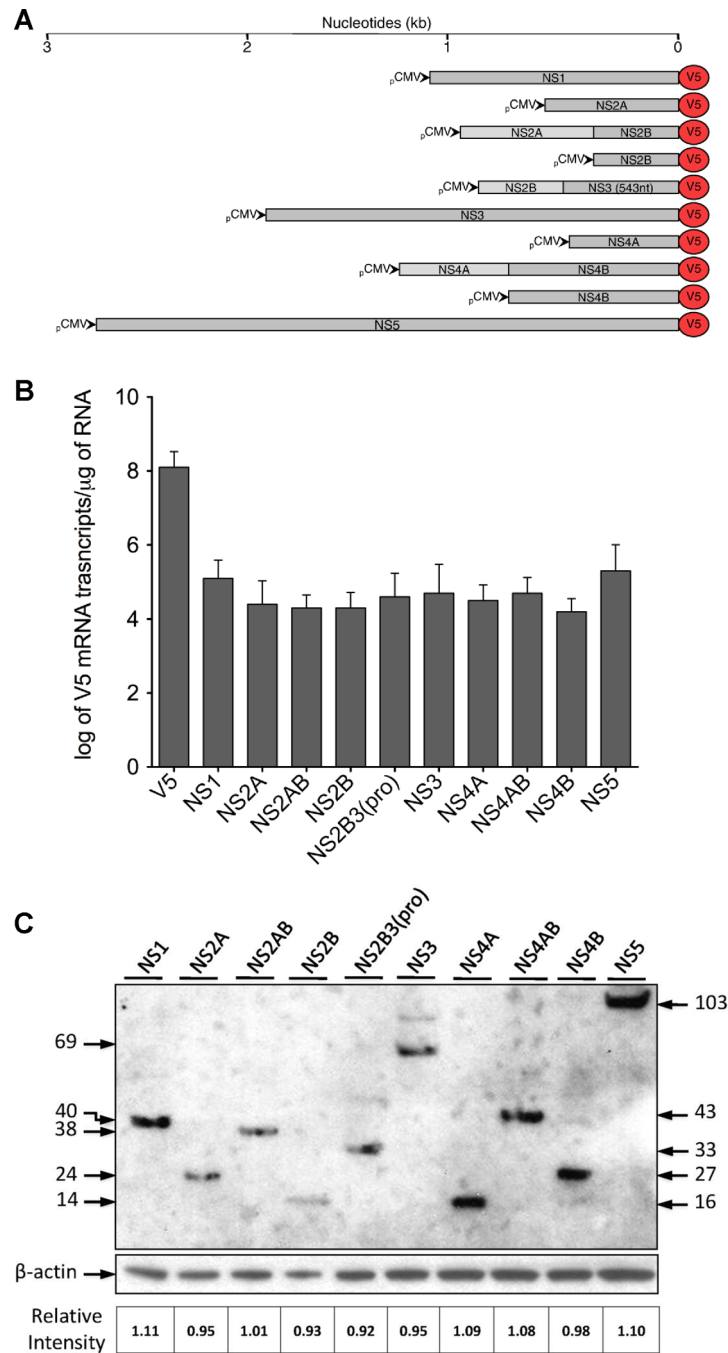 A
Nucleotides (kb)
3 2 1 0
pCMV NS1 V5
pCMV NS2A V5
pCMV NS2A NS2B V5
pCMV NS2B V5
pCMV NS2B NS3 (543nt) V5
pCMV NS3 V5
pCMV NS4A V5
pCMV NS4A NS4B V5
pCMV NS4B V5
pCMV NS5 V5
B
log of V5 mRNA trasncripts/µg of RNA
10
8
6
4
2
0
V5 NS1 NS2A NS2AB NS2B NS2B3(pro) NS3 NS4A NS4AB NS4B NS5
C
NS1 NS2A NS2AB NS2B NS2B3(pro) NS3 NS4A NS4AB NS4B NS5
69
40
38
24
14
103
43
33
27
16
β-actin
Relative Intensity 1.11 0.95 1.01 0.93 0.92 0.95 1.09 1.08 0.98 1.10